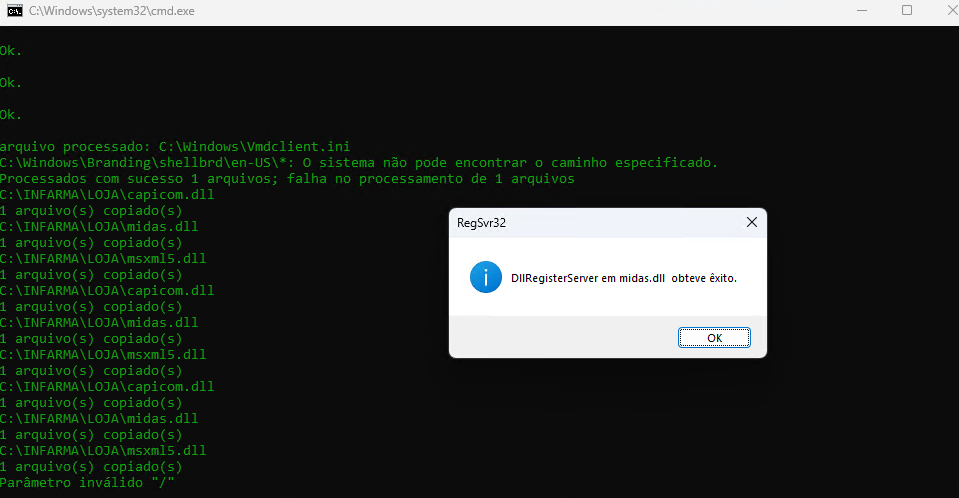 C:\Windows\system32\cmd.exe
Ok.
Ok.
Ok.
arquivo processado: C:\Windows\Vmdclient.ini
C:\Windows\Branding\shellbrd\en-US\*: O sistema não pode encontrar o caminho especificado.
Processados com sucesso 1 arquivos; falha no processamento de 1 arquivos
C:\INFARMA\LOJA\capicom.dll
1 arquivo(s) copiado(s)
C:\INFARMA\LOJA\midas.dll
1 arquivo(s) copiado(s)
C:\INFARMA\LOJA\msxml5.dll
1 arquivo(s) copiado(s)
C:\INFARMA\LOJA\capicom.dll
1 arquivo(s) copiado(s)
C:\INFARMA\LOJA\midas.dll
1 arquivo(s) copiado(s)
C:\INFARMA\LOJA\msxml5.dll
1 arquivo(s) copiado(s)
C:\INFARMA\LOJA\capicom.dll
1 arquivo(s) copiado(s)
C:\INFARMA\LOJA\midas.dll
1 arquivo(s) copiado(s)
C:\INFARMA\LOJA\msxml5.dll
1 arquivo(s) copiado(s)
Parâmetro inválido "/"
RegSvr32
DllRegisterServer em midas.dll obteve êxito.
OK